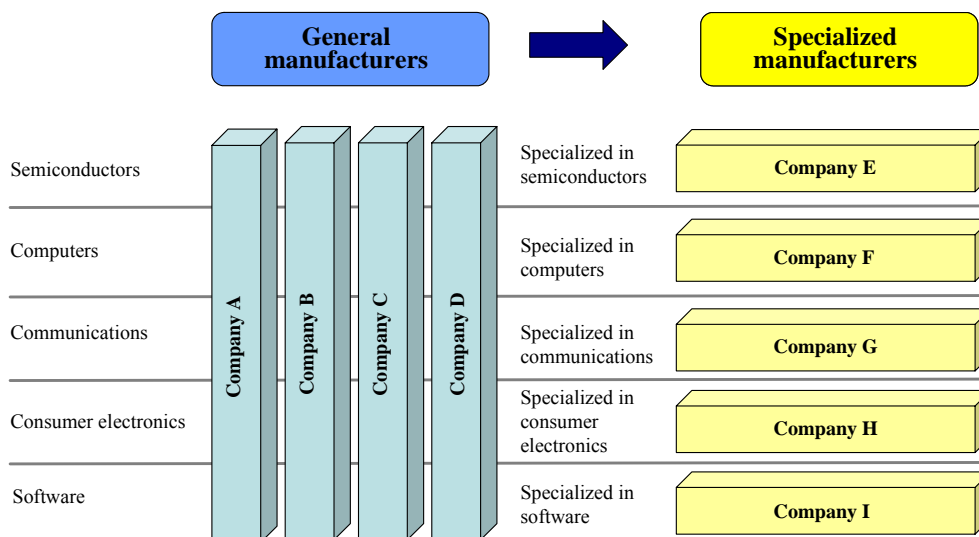 General
manufacturers
Specialized
manufacturers
Semiconductors
Computers
Communications
Consumer electronics
Software
Company A
Company B
Company C
Company D
Specialized in
semiconductors
Company E
Specialized in
computers
Company F
Specialized in
communications
Company G
Specialized in
consumer
electronics
Company H
Specialized in
software
Company I